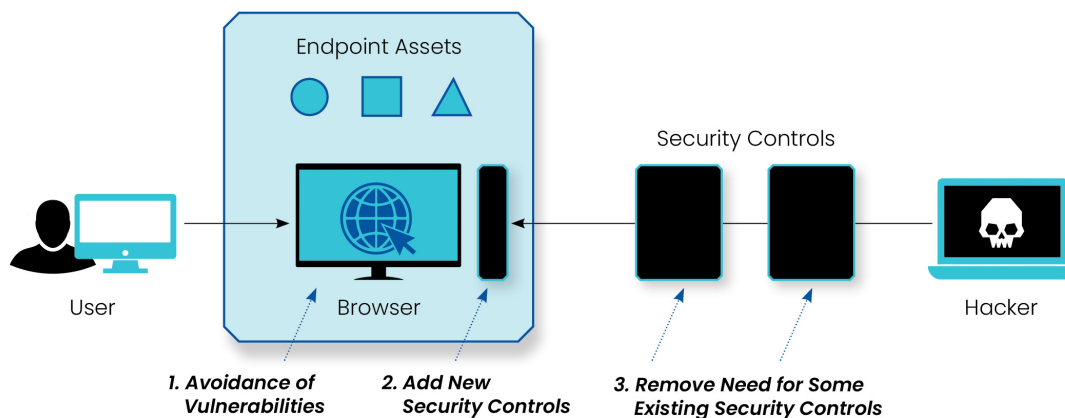 Endpoint Assets
Security Controls
User
Browser
Hacker
1. Avoidance of
Vulnerabilities
2. Add New
Security Controls
3. Remove Need for Some
Existing Security Controls